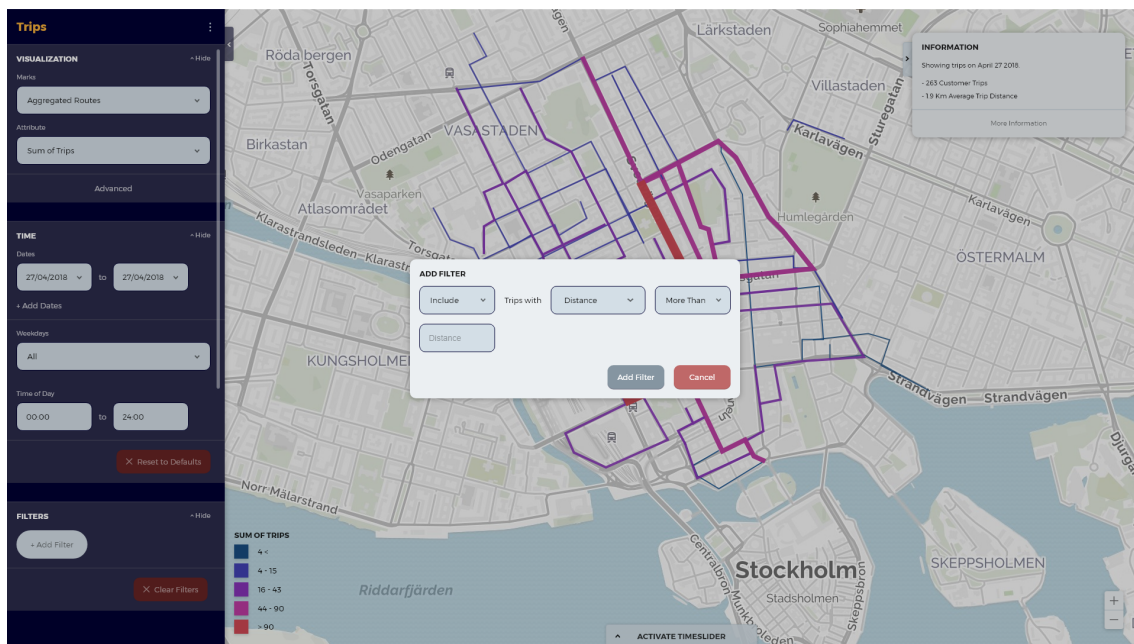 Trips
VISUALIZATION
Hide
Marks
Aggregated Routes
Attribute
Sum of Trips
Advanced
TIME
Hide
Dates
27/04/2018 to 27/04/2018
+ Add Dates
Weekdays
All
Time of Day
00:00 to 24:00
Reset to Defaults
FILTERS
Hide
+ Add Filter
Clear Filters
INFORMATION
Showing trips on April 27 2018.
- 263 Customer Trips
- 1.9 Km Average Trip Distance
More Information
ADD FILTER
Include Trips with Distance More Than
Distance
Add Filter Cancel
Röda bergen
Torsgatan
Birkastan
Odengatan
VASASTADEN
Vasaparken
Atlasområdet
Klarastrandsleden
Klarastr
Torsg
Lärkstaden
Sophiahemmet
Villastaden
Sturegatan
Karlavägen
Humlegården
Karlavägen
ÖSTERMALM
KUNGSHOLME
Strandvägen
Strandvägen
Djurga
Norr Mälarstrand
Riddarfjärden
Centralbron
Munkbroleden
Stockholm
Stadsholmen
Skeppsbron
SKEPPSHOLMEN
SUM OF TRIPS
4 <
4 - 15
16 - 43
44 - 90
> 90
ACTIVATE TIMESLIDER
+
−